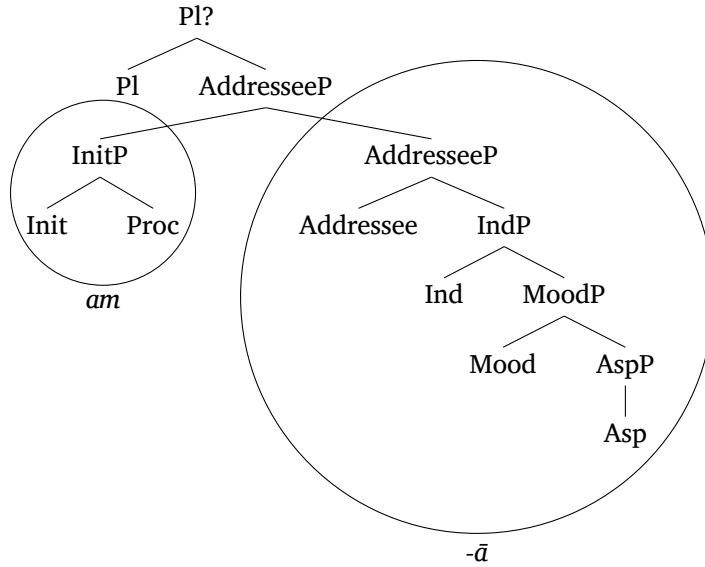 Pl?
Pl AddresseeP
InitP AddresseeP
Init Proc Addressee IndP
am Ind MoodP
Mood AspP
Asp
-ā